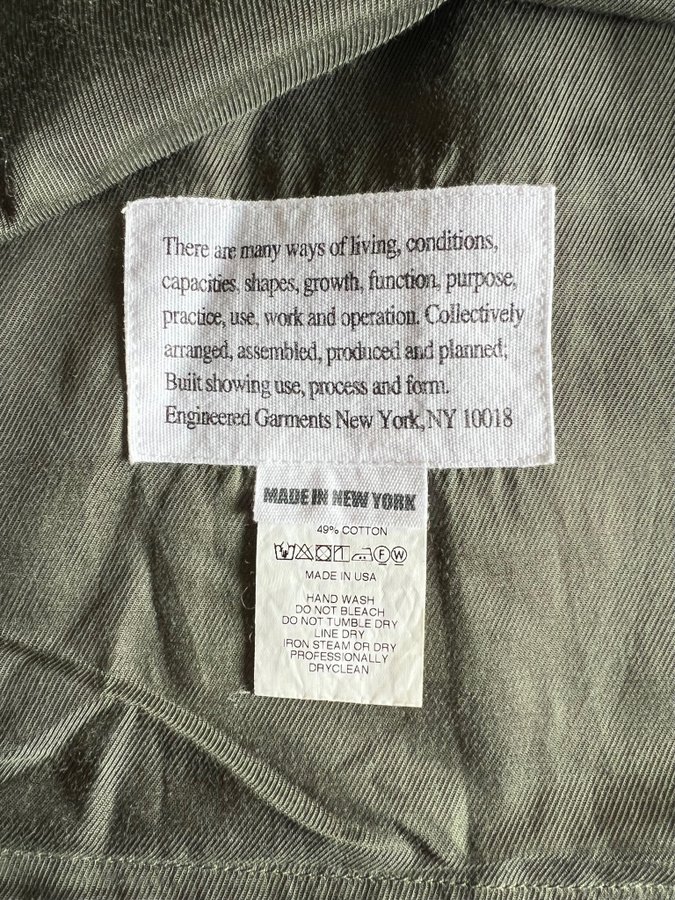 There are many ways of living, conditions,
capacities, shapes, growth, function, purpose,
practice, use, work and operation. Collectively
arranged, assembled, produced and planned;
Built showing use, process and form.
Engineered Garments New York, NY 10018
MADE IN NEW YORK
49% COTTON
F W
MADE IN USA
HAND WASH
DO NOT BLEACH
DO NOT TUMBLE DRY
LINE DRY
IRON STEAM OR DRY
PROFESSIONALLY
DRYCLEAN